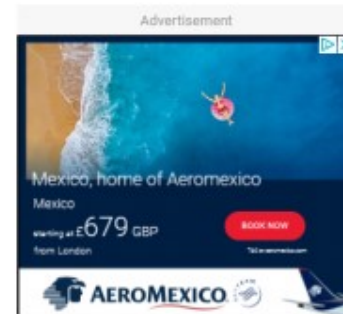 Advertisement
Mexico, home of Aeromexico
Mexico
starting at £679 GBP
from London
BOOK NOW
AEROMEXICO